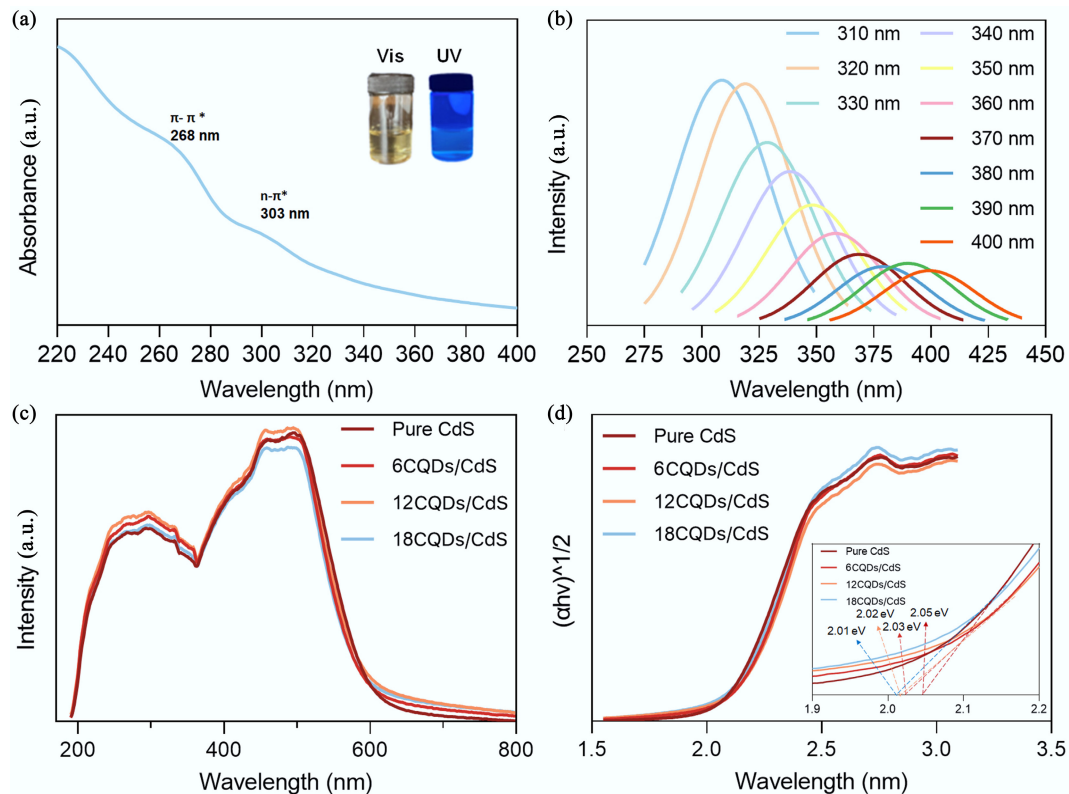 (a)
Vis UV
π- π *
268 nm
n-π*
303 nm
Absorbance (a.u.)
220 240 260 280 300 320 340 360 380 400
Wavelength (nm)
(b)
310 nm
320 nm
330 nm
340 nm
350 nm
360 nm
370 nm
380 nm
390 nm
400 nm
Intensity (a.u.)
250 275 300 325 350 375 400 425 450
Wavelength (nm)
(c)
Pure CdS
6CQDs/CdS
12CQDs/CdS
18CQDs/CdS
Intensity (a.u.)
200 400 600 800
Wavelength (nm)
(d)
Pure CdS
6CQDs/CdS
12CQDs/CdS
18CQDs/CdS
Pure CdS
6CQDs/CdS
12CQDs/CdS
18CQDs/CdS
2.02 eV 2.05 eV
2.01 eV 2.03 eV
1.9 2.0 2.1 2.2
(αhv)^1/2
1.5 2.0 2.5 3.0 3.5
Wavelength (nm)